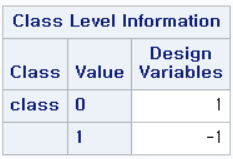 Class Level Information
Class Value Design Variables
class 0 1
1 -1